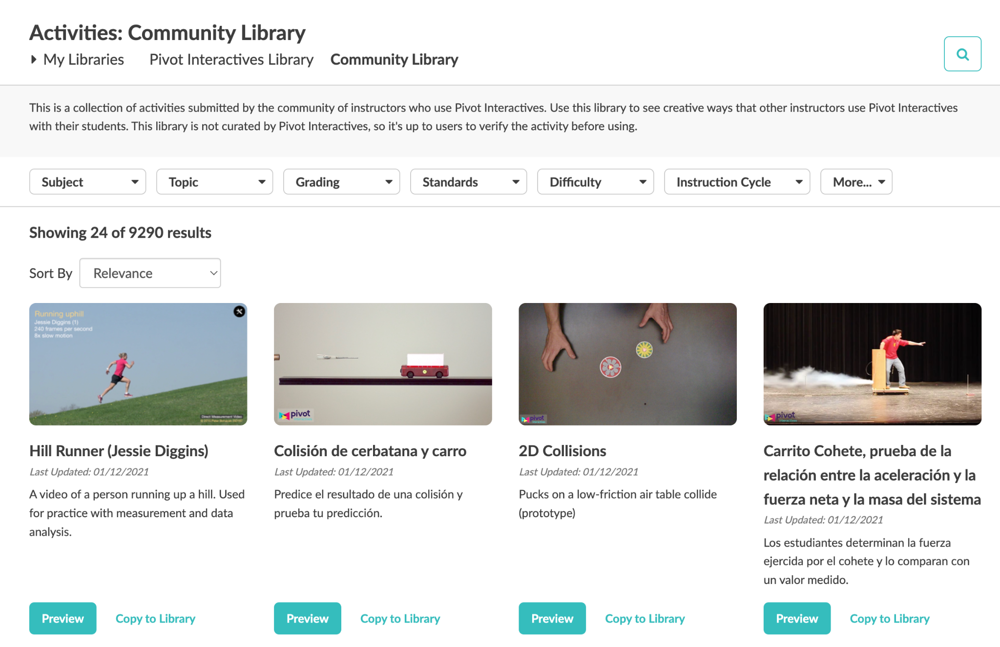 Activities: Community Library
My Libraries
Pivot Interactives Library
Community Library
This is a collection of activities submitted by the community of instructors who use Pivot Interactives. Use this library to see creative ways that other instructors use Pivot Interactives
with their students. This library is not curated by Pivot Interactives, so it's up to users to verify the activity before using.
Subject
Topic
Grading
Standards
Difficulty
Instruction Cycle
More...
Showing 24 of 9290 results
Sort By
Relevance
Running uphill
Jessie Diggins (1)
240 frames per second
8x slow motion
Direct Measurement Video
pivot
interactives
pivot
interactives
pivot
interactives
Hill Runner (Jessie Diggins)
Last Updated: 01/12/2021
A video of a person running up a hill. Used
for practice with measurement and data
analysis.
Preview
Copy to Library
Colisión de cerbatana y carro
Last Updated: 01/12/2021
Predice el resultado de una colisión y
prueba tu predicción.
Preview
Copy to Library
2D Collisions
Last Updated: 01/12/2021
Pucks on a low-friction air table collide
(prototype)
Preview
Copy to Library
Carrito Cohete, prueba de la
relación entre la aceleración y la
fuerza neta y la masa del sistema
Last Updated: 01/12/2021
Los estudiantes determinan la fuerza
ejercida por el cohete y lo comparan con
un valor medido.
Preview
Copy to Library